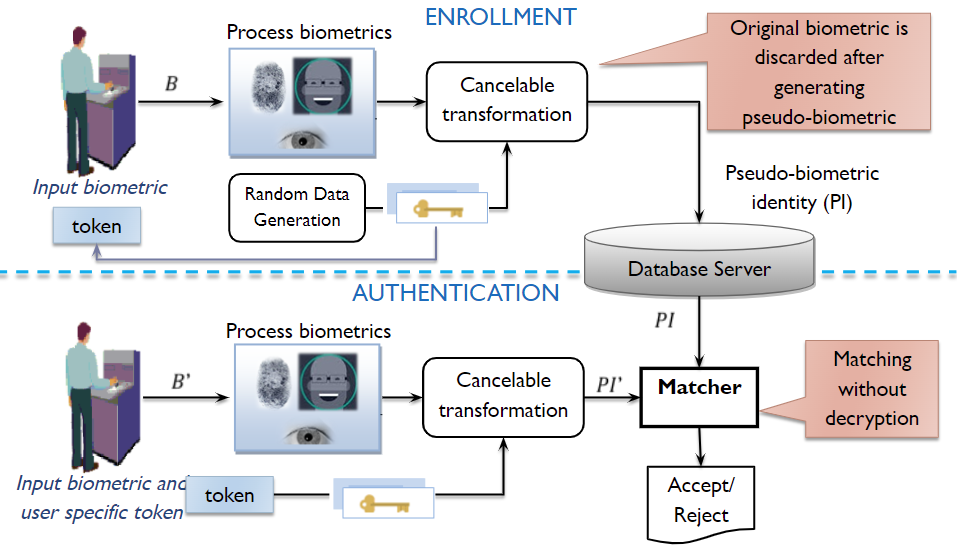 ENROLLMENT
Process biometrics
B
Cancelable
transformation
Original biometric is
discarded after
generating
pseudo-biometric
Input biometric
Random Data
Generation
token
Pseudo-biometric
identity (PI)
Database Server
AUTHENTICATION
Process biometrics
PI
B’
Cancelable
transformation
PI’
Matcher
Matching
without
decryption
Input biometric and
user specific token
token
Accept/
Reject